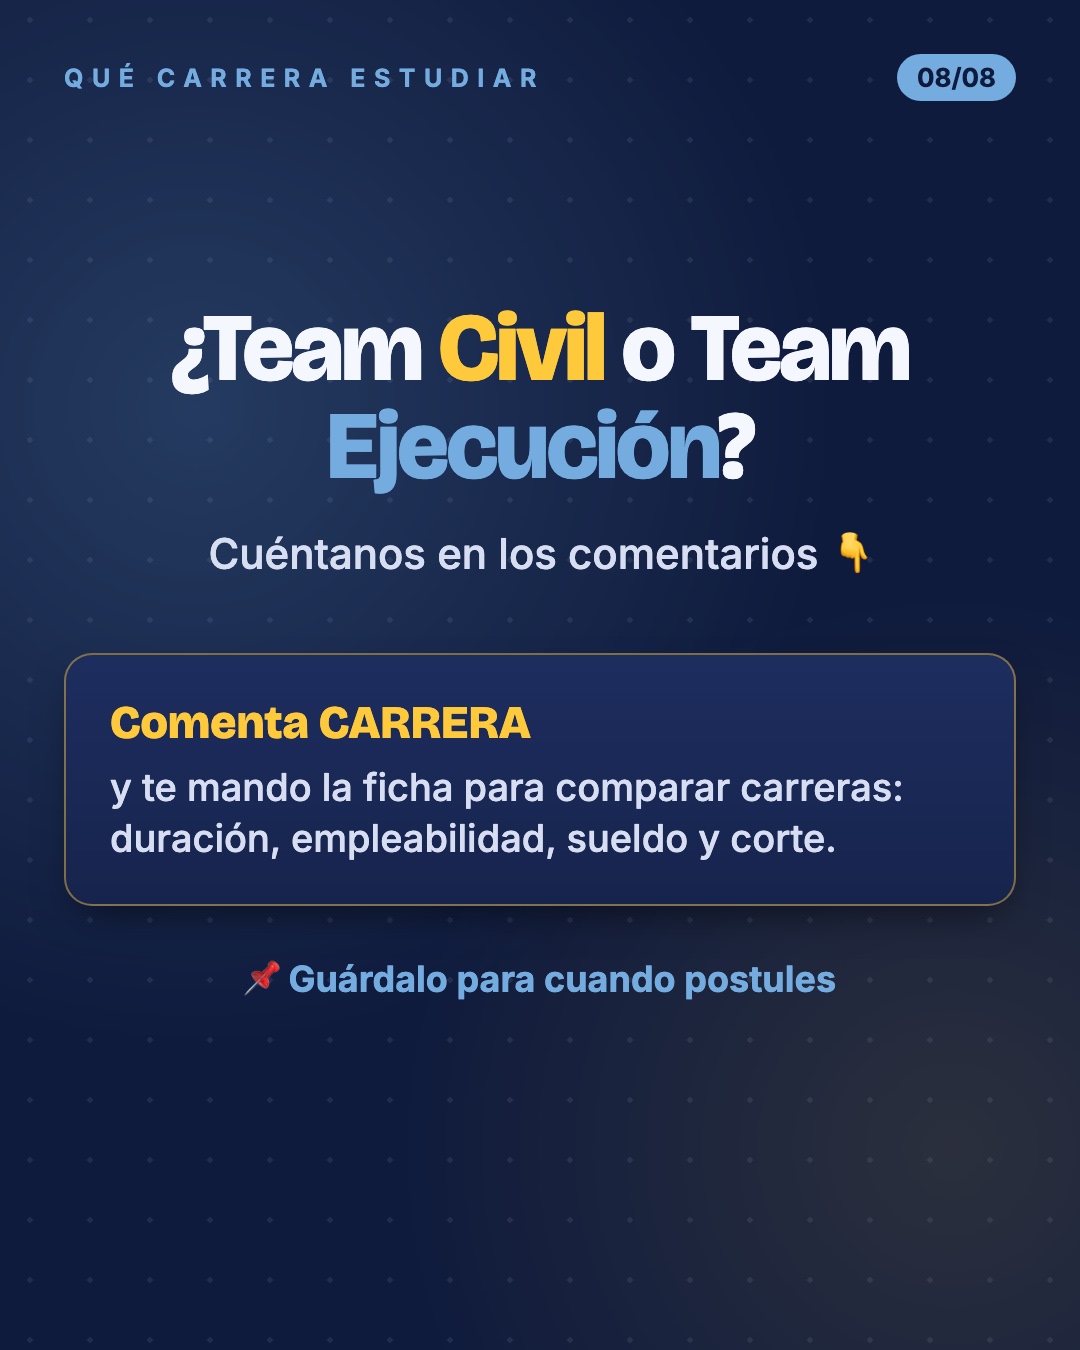 QUÉ CARRERA ESTUDIAR
08/08
¿Team Civil o Team
Ejecución?
Cuéntanos en los comentarios 👇
Comenta CARRERA
y te mando la ficha para comparar carreras:
duración, empleabilidad, sueldo y corte.
📌 Guárdalo para cuando postules